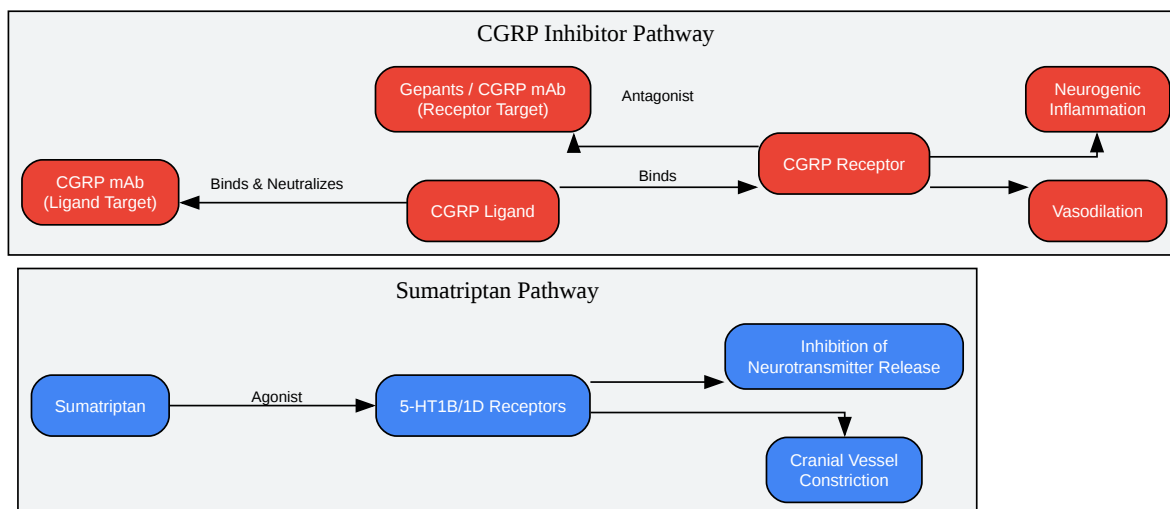 CGRP Inhibitor Pathway
Gepants / CGRP mAb
(Receptor Target)
Antagonist
Neurogenic
Inflammation
CGRP Receptor
CGRP mAb
(Ligand Target)
Binds & Neutralizes
CGRP Ligand
Binds
Vasodilation
Sumatriptan Pathway
Inhibition of
Neurotransmitter Release
Sumatriptan
Agonist
5-HT1B/1D Receptors
Cranial Vessel
Constriction